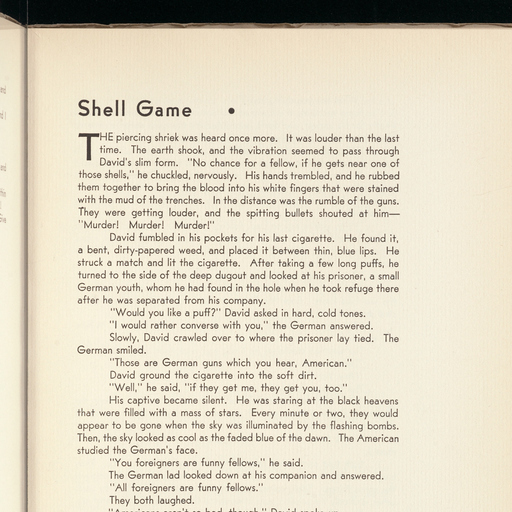 Shell Game •
THE piercing shriek was heard once more. It was louder than the last
time. The earth shook, and the vibration seemed to pass through
David's slim form. "No chance for a fellow, if he gets near one of
those shells," he chuckled, nervously. His hands trembled, and he rubbed
them together to bring the blood into his white fingers that were stained
with the mud of the trenches. In the distance was the rumble of the guns.
They were getting louder, and the spitting bullets shouted at him—
"Murder! Murder! Murder!"
David fumbled in his pockets for his last cigarette. He found it,
a bent, dirty-papered weed, and placed it between thin, blue lips. He
struck a match and lit the cigarette. After taking a few long puffs, he
turned to the side of the deep dugout and looked at his prisoner, a small
German youth, whom he had found in the hole when he took refuge there
after he was separated from his company.
"Would you like a puff?" David asked in hard, cold tones.
"I would rather converse with you," the German answered.
Slowly, David crawled over to where the prisoner lay tied. The
German smiled.
"Those are German guns which you hear, American."
David ground the cigarette into the soft dirt.
"Well," he said, "if they get me, they get you, too."
His captive became silent. He was staring at the black heavens
that were filled with a mass of stars. Every minute or two, they would
appear to be gone when the sky was illuminated by the flashing bombs.
Then, the sky looked as cool as the faded blue of the dawn. The American
studied the German's face.
"You foreigners are funny fellows," he said.
The German lad looked down at his companion and answered.
"All foreigners are funny fellows."
They both laughed.